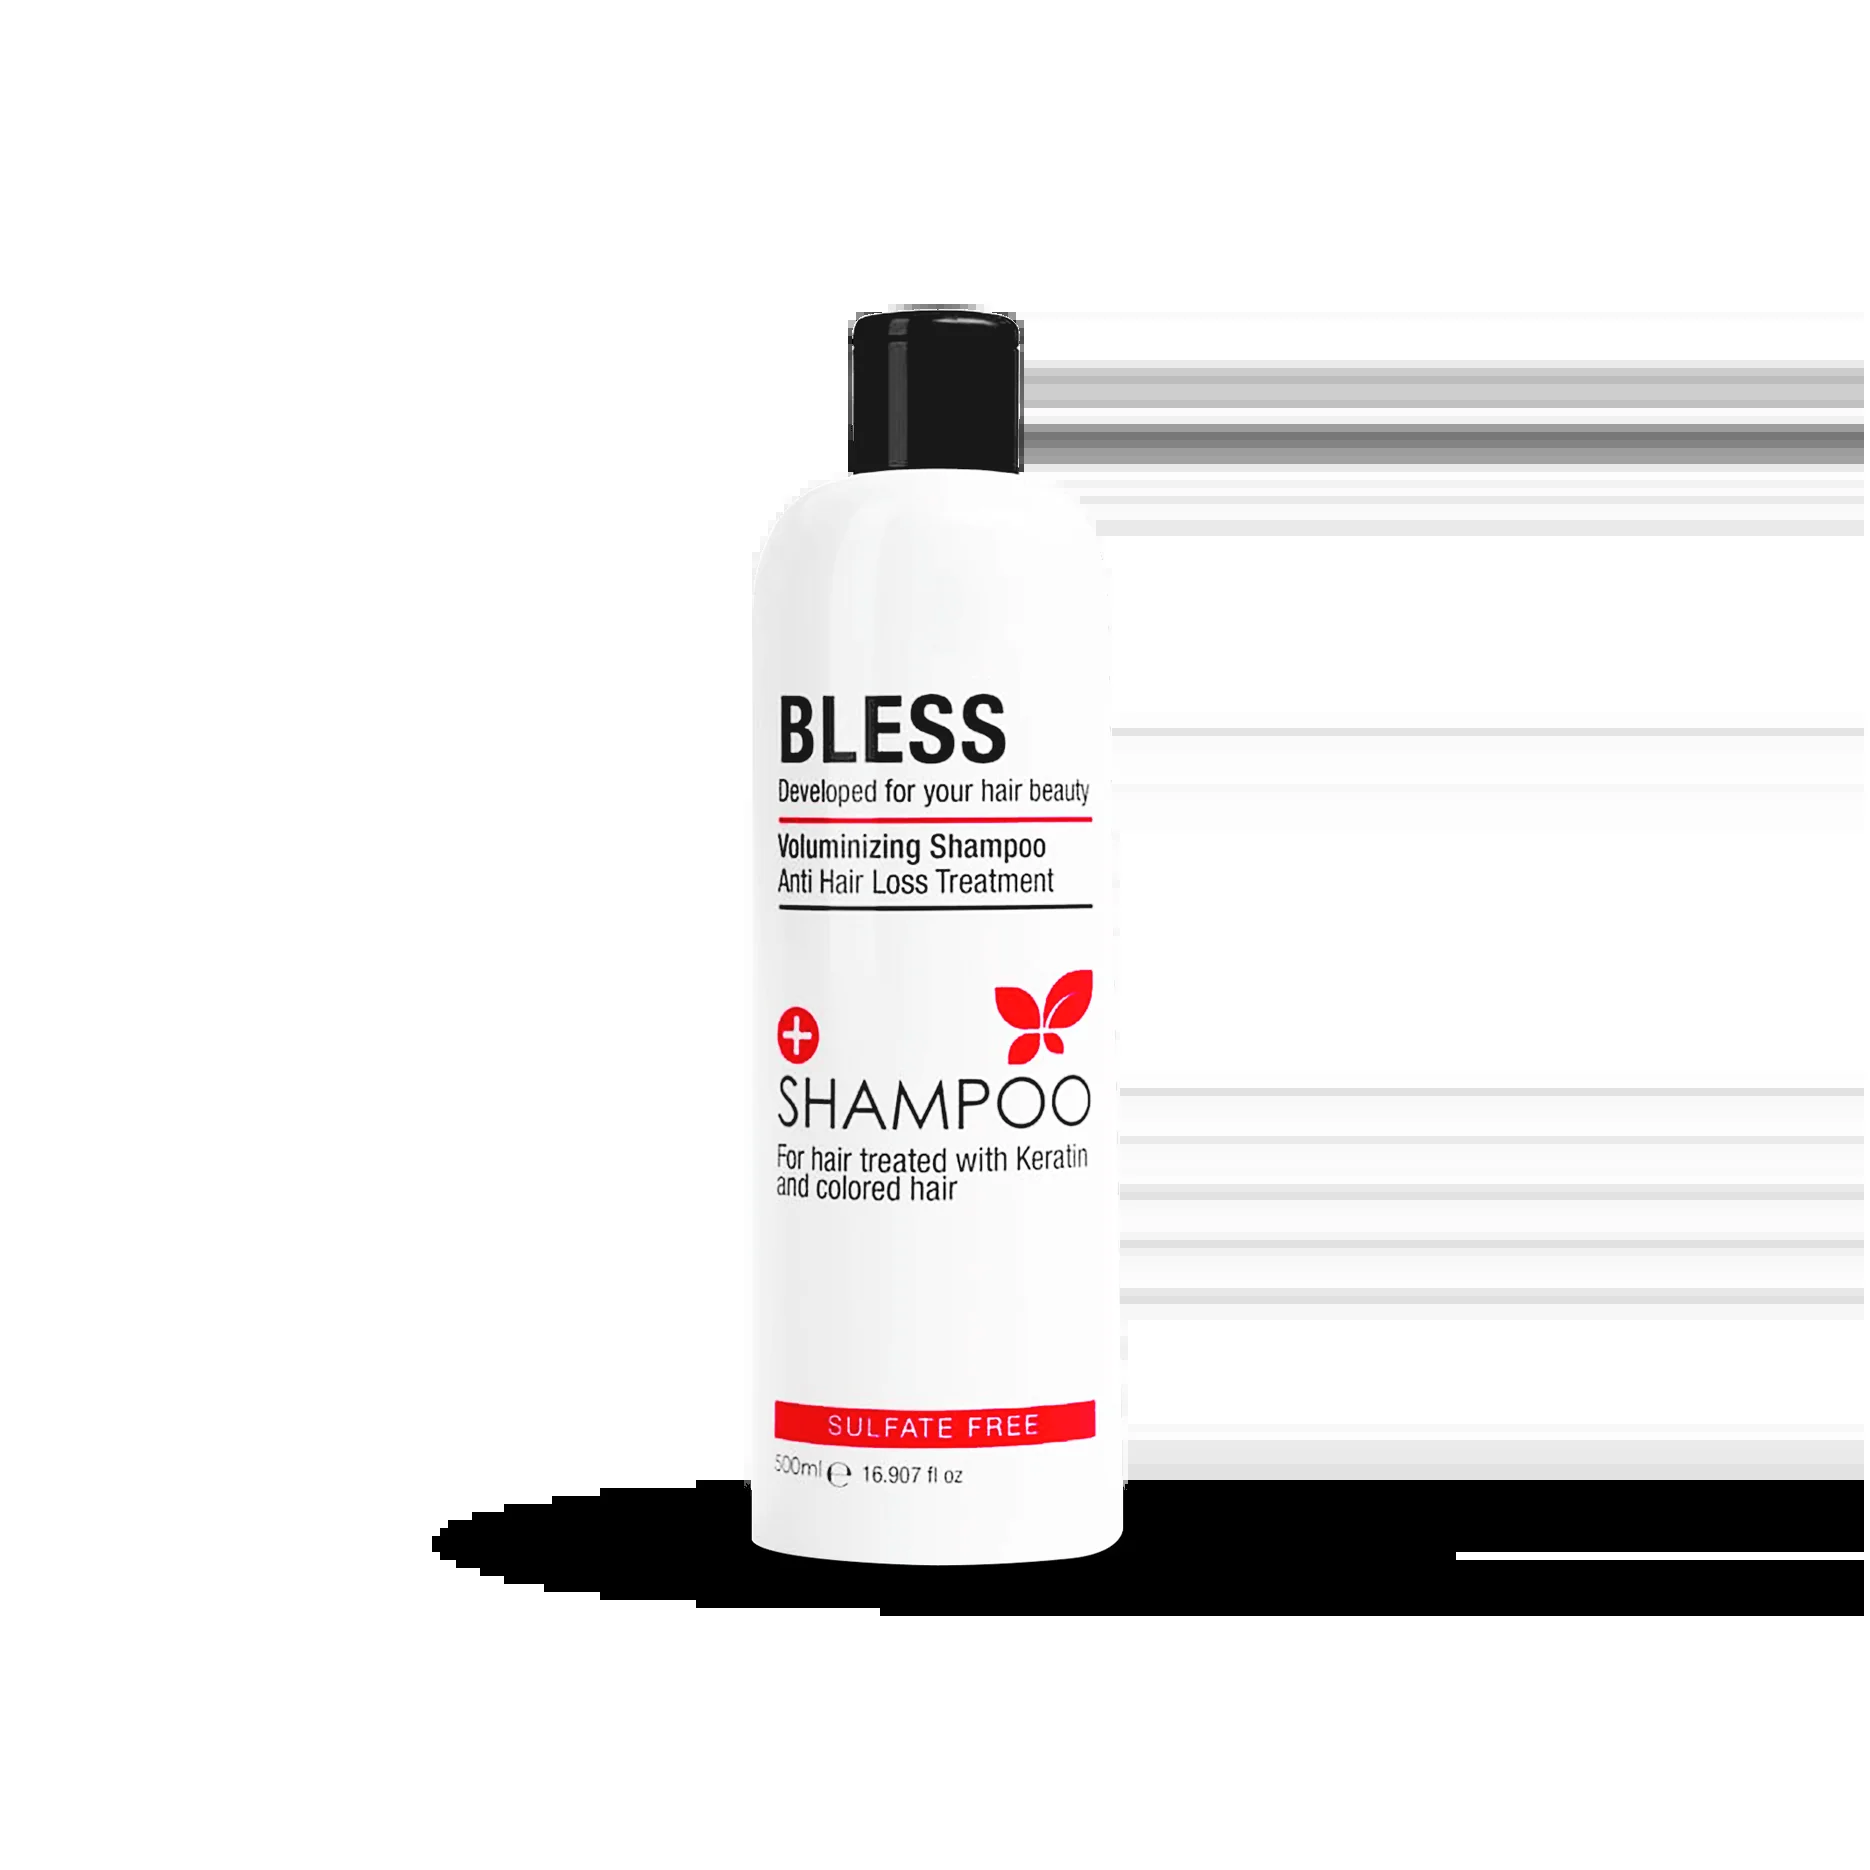 BLESS
Developed for your hair beauty
Voluminizing Shampoo
Anti Hair Loss Treatment
SHAMPOO
For hair treated with Keratin
and colored hair
SULFATE FREE
500ml ℮ 16.907 fl oz